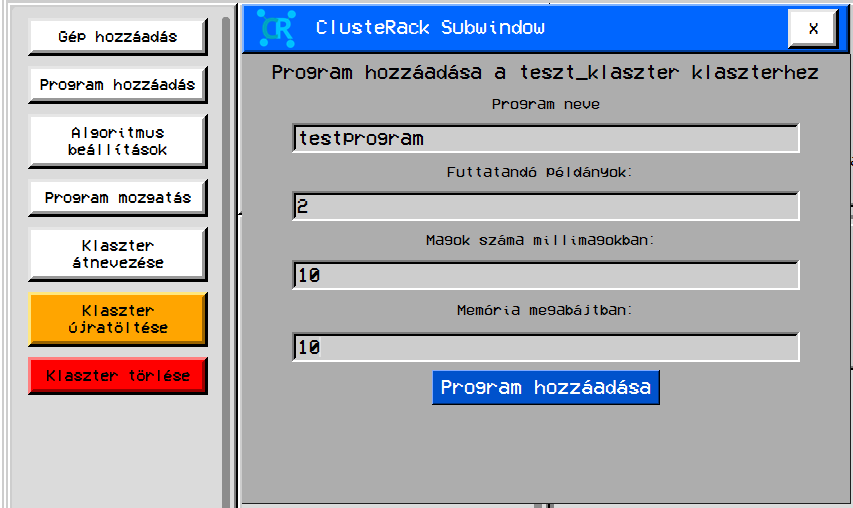 Gép hozzáadás
Program hozzáadás
Algoritmus
beállítások
Program mozgatás
Klaszter
átnevezése
Klaszter
újratöltése
Klaszter törlése
CR ClusteRack Subwindow x
Program hozzáadása a teszt_klaszter klaszterhez
Program neve
testprogram
Futtatandó példányok:
2
Magok száma millimagokban:
10
Memória megabájtban:
10
Program hozzáadása